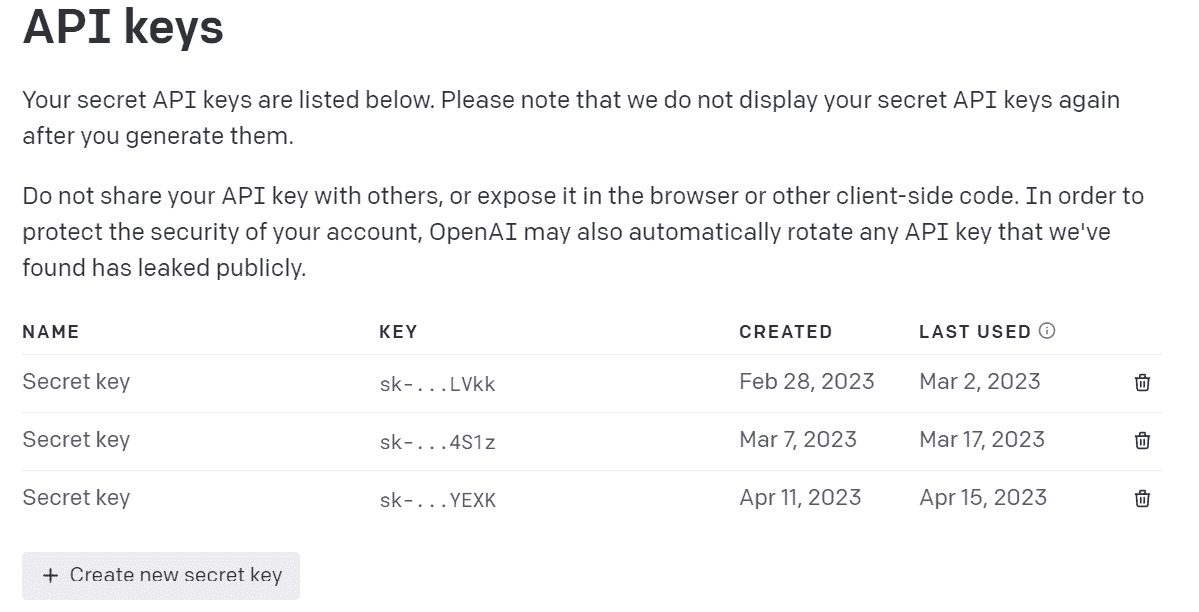 API keys
Your secret API keys are listed below. Please note that we do not display your secret API keys again
after you generate them.
Do not share your API key with others, or expose it in the browser or other client-side code. In order to
protect the security of your account, OpenAI may also automatically rotate any API key that we've
found has leaked publicly.
NAME KEY CREATED LAST USED
Secret key sk-...LVkk Feb 28, 2023 Mar 2, 2023
Secret key sk-...4S1z Mar 7, 2023 Mar 17, 2023
Secret key sk-...YEXK Apr 11, 2023 Apr 15, 2023
+ Create new secret key